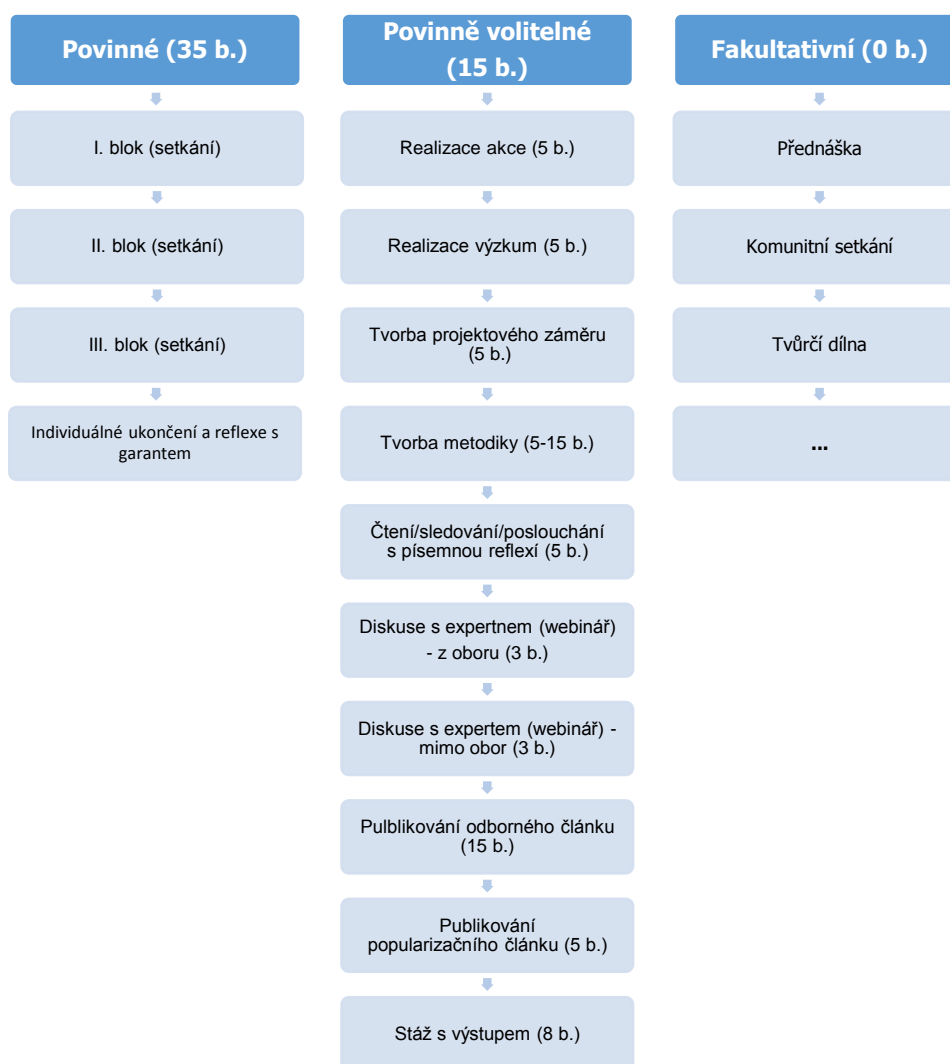 Povinné (35 b.)
I. blok (setkání)
II. blok (setkání)
III. blok (setkání)
Individuálné ukončení a reflexe s
garantem
Povinně volitelné
(15 b.)
Realizace akce (5 b.)
Realizace výzkum (5 b.)
Tvorba projektového záměru
(5 b.)
Tvorba metodiky (5-15 b.)
Čtení/sledování/poslouchání
s písemnou reflexí (5 b.)
Diskuse s expertnem (webinář)
- z oboru (3 b.)
Diskuse s expertem (webinář) -
mimo obor (3 b.)
Pulblikování odborného článku
(15 b.)
Publikování
popularizačního článku (5 b.)
Stáž s výstupem (8 b.)
Fakultativní (0 b.)
Přednáška
Komunitní setkání
Tvůrčí dílna
...